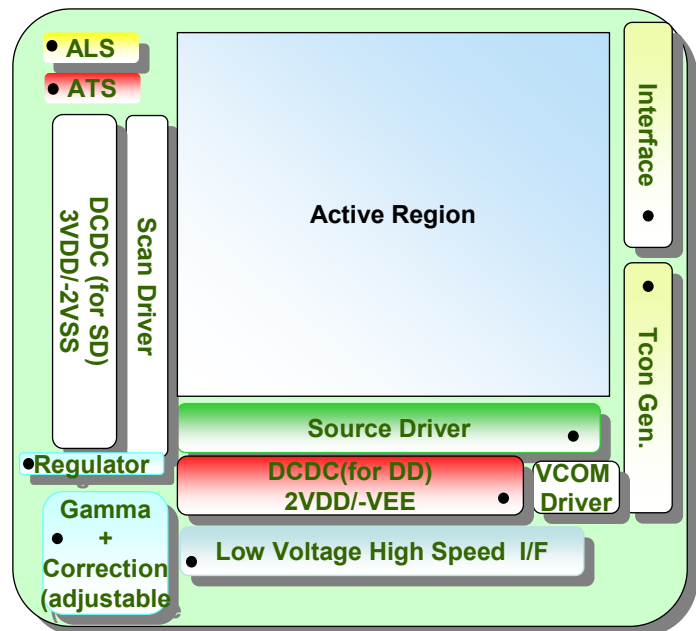 ALS
ATS
DCDC (for SD)
3VDD/-2VSS
Scan Driver
Active Region
Interface
Tcon Gen.
Source Driver
Regulator
DCDC(for DD)
2VDD/-VEE
VCOM
Driver
Gamma
+
Correction
(adjustable
Low Voltage High Speed I/F